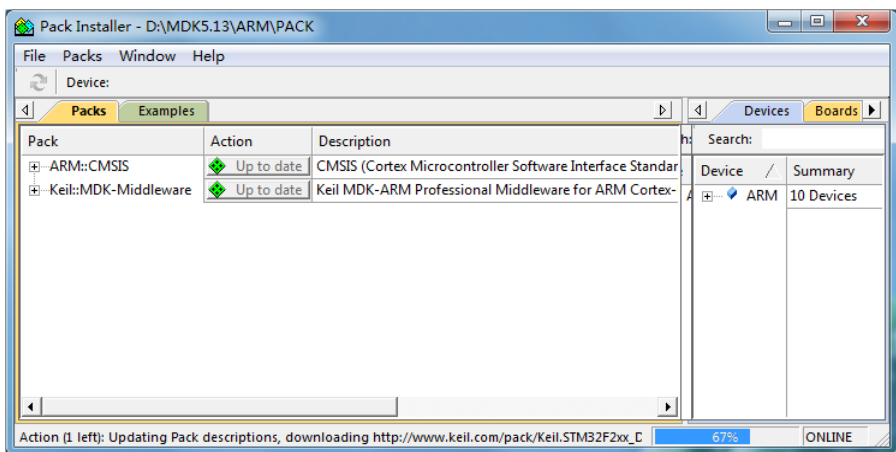 Pack Installer - D:\MDK5.13\ARM\PACK
File Packs Window Help
Device:
Packs Examples
Devices Boards
Pack Action Description
Search:
ARM::CMSIS Up to date CMSIS (Cortex Microcontroller Software Interface Standar
Device Summary
Keil::MDK-Middleware Up to date Keil MDK-ARM Professional Middleware for ARM Cortex-
ARM 10 Devices
Action (1 left): Updating Pack descriptions, downloading http://www.keil.com/pack/Keil.STM32F2xx_D 67% ONLINE